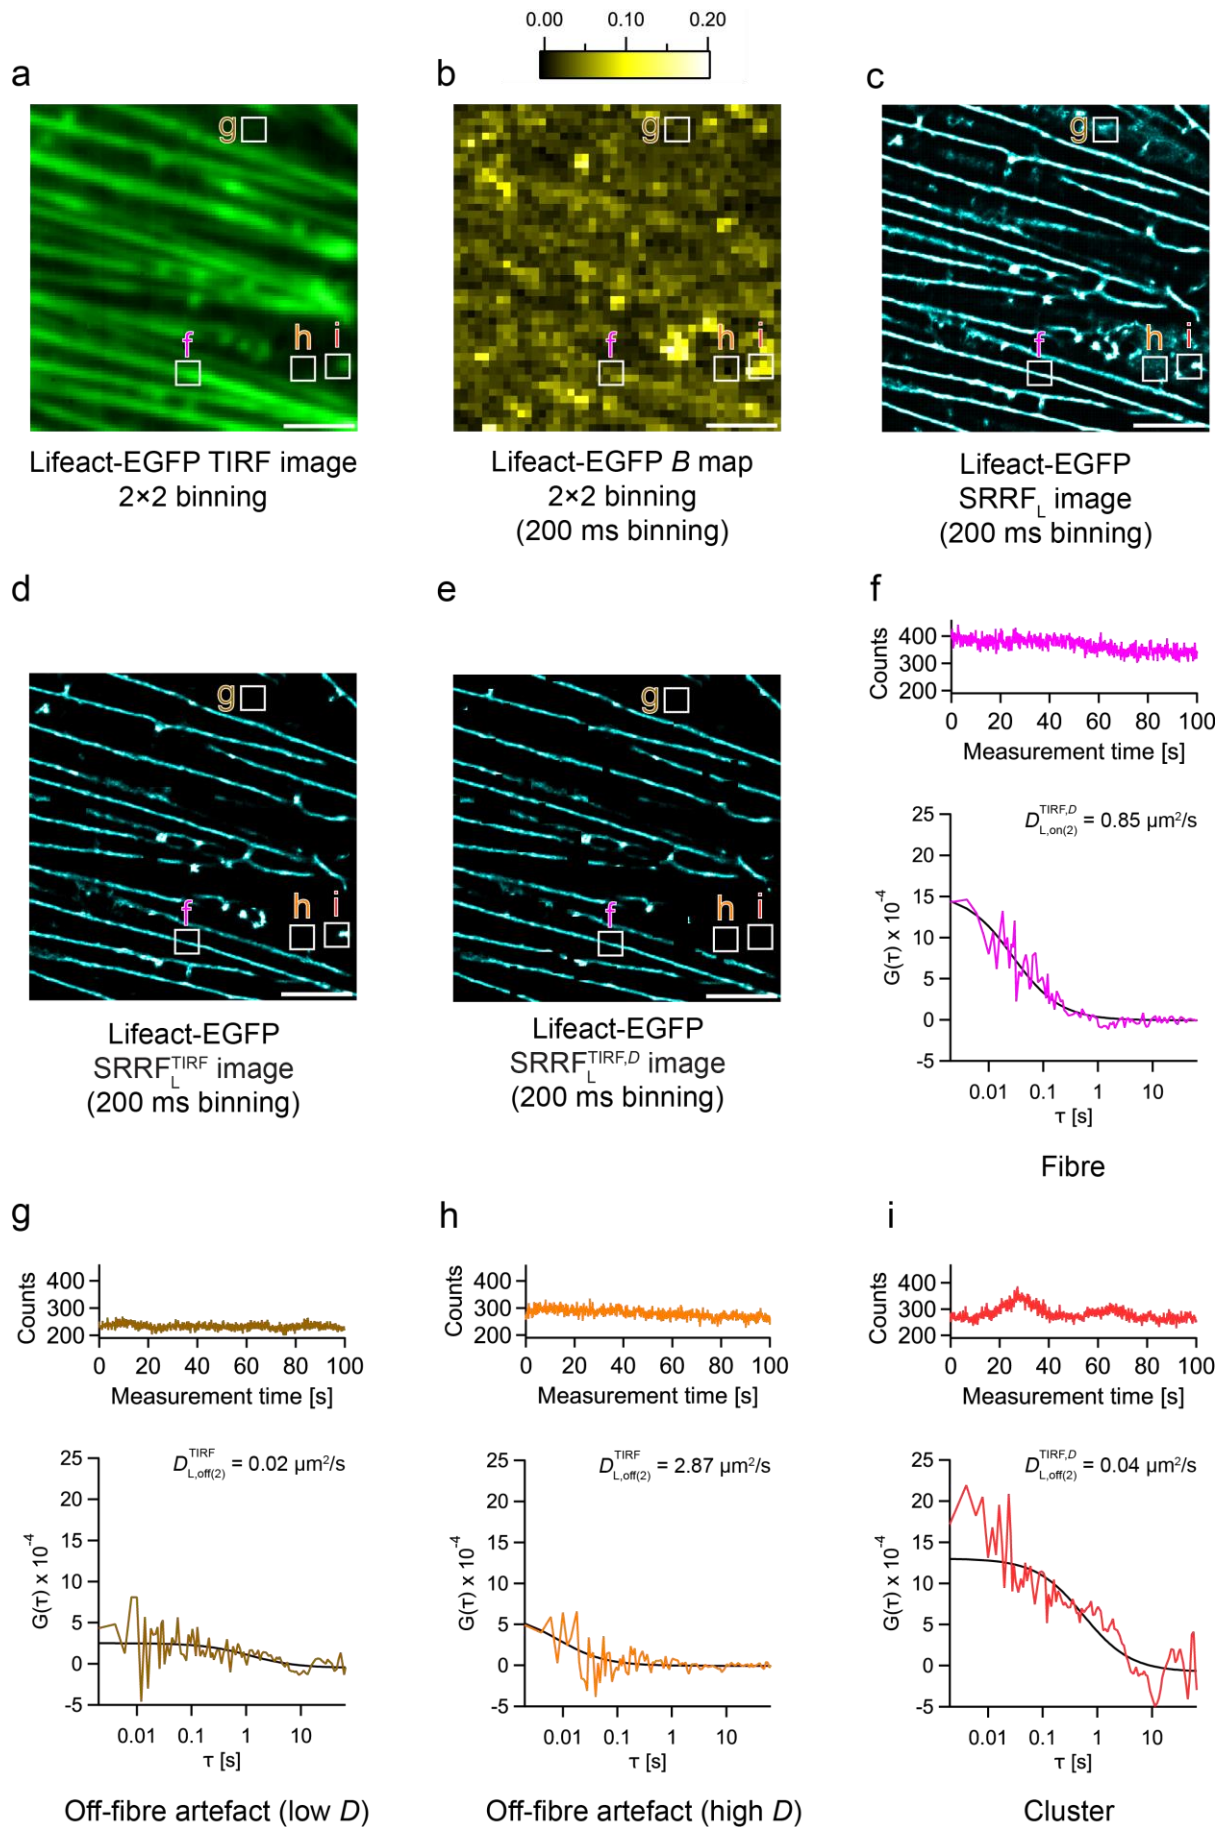 0.00 0.10 0.20
a b c
g g g
f h i f h i f h i
Lifeact-EGFP TIRF image
2×2 binning
Lifeact-EGFP B map
2×2 binning
(200 ms binning)
Lifeact-EGFP
SRRF_L image
(200 ms binning)
d e f
g g
f h i f h i
Lifeact-EGFP
SRRF_L^TIRF image
(200 ms binning)
Lifeact-EGFP
SRRF_L^TIRF,D image
(200 ms binning)
Counts
400
300
200
0 20 40 60 80 100
Measurement time [s]
D_L,on(2)^TIRF,D = 0.85 µm²/s
G(τ) x 10⁻⁴
25
20
15
10
5
0
-5
0.01 0.1 1 10
τ [s]
Fibre
g
Counts
400
300
200
0 20 40 60 80 100
Measurement time [s]
D_L,off(2)^TIRF = 0.02 µm²/s
G(τ) x 10⁻⁴
25
20
15
10
5
0
-5
0.01 0.1 1 10
τ [s]
Off-fibre artefact (low D)
h
Counts
400
300
200
0 20 40 60 80 100
Measurement time [s]
D_L,off(2)^TIRF = 2.87 µm²/s
G(τ) x 10⁻⁴
25
20
15
10
5
0
-5
0.01 0.1 1 10
τ [s]
Off-fibre artefact (high D)
i
Counts
400
300
200
0 20 40 60 80 100
Measurement time [s]
D_L,off(2)^TIRF,D = 0.04 µm²/s
G(τ) x 10⁻⁴
25
20
15
10
5
0
-5
0.01 0.1 1 10
τ [s]
Cluster